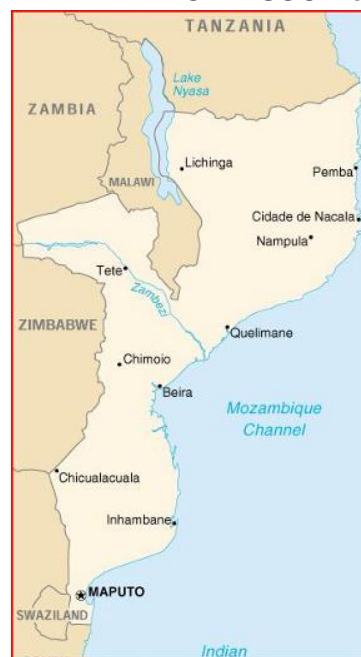 TANZANIA
Lake
Nyasa
ZAMBIA
Lichinga
Pemba
MALAWI
Cidade de Nacala
Nampula
Tete
Zambezi
ZIMBABWE
Quelimane
Chimoio
Beira
Mozambique
Channel
Chicualacuala
Inhambane
MAPUTO
SWAZILAND
Indian